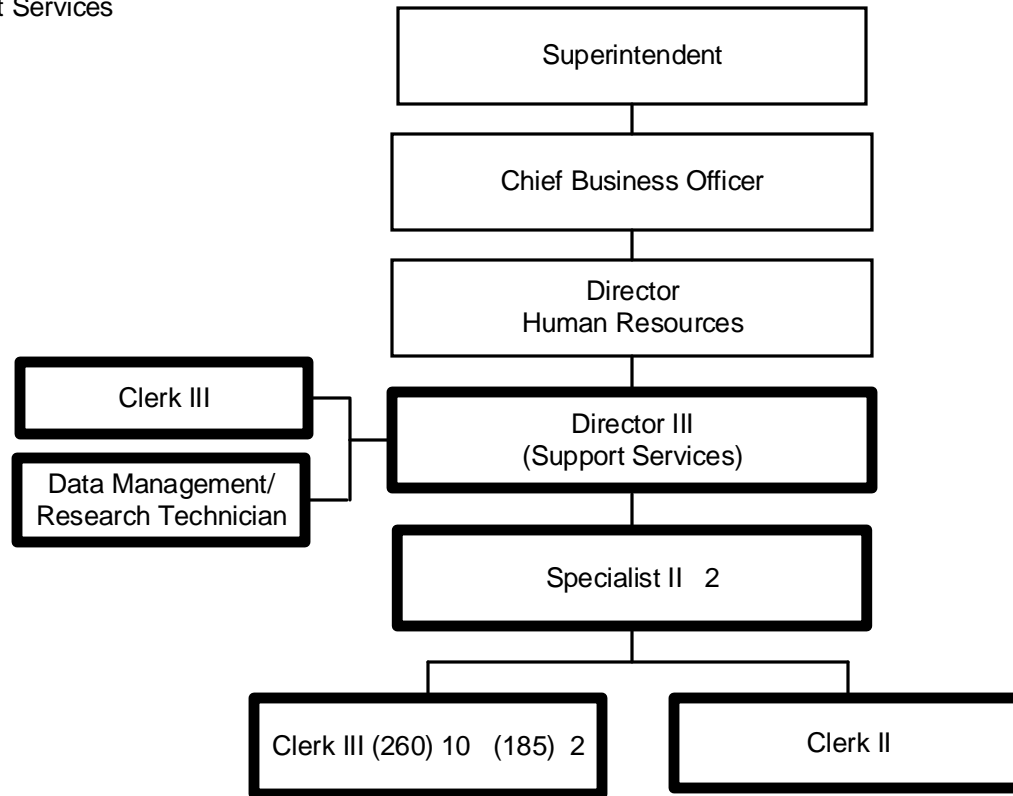 Services
Superintendent
Chief Business Officer
Director
Human Resources
Clerk III
Director III
(Support Services)
Data Management/
Research Technician
Specialist II 2
Clerk III (260) 10 (185) 2
Clerk II